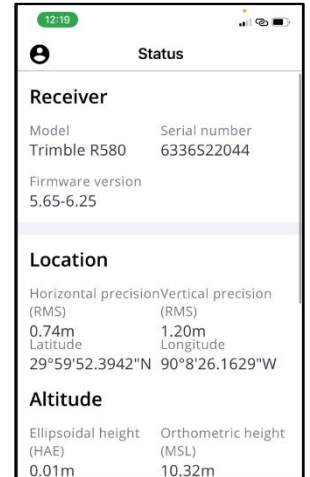 12:19
Status
Receiver
Model Serial number
Trimble R580 6336S22044
Firmware version
5.65-6.25
Location
Horizontal precision Vertical precision
(RMS) (RMS)
0.74m 1.20m
Latitude Longitude
29°59'52.3942"N 90°8'26.1629"W
Altitude
Ellipsoidal height Orthometric height
(HAE) (MSL)
0.01m 10.32m